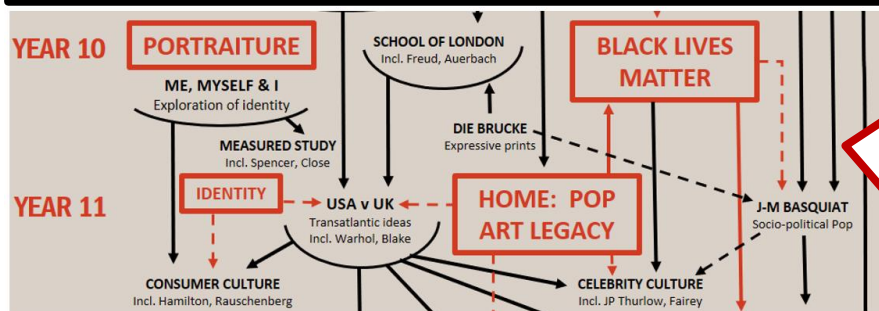 YEAR 10
PORTRAITURE
SCHOOL OF LONDON
Incl. Freud, Auerbach
BLACK LIVES
MATTER
ME, MYSELF & I
Exploration of identity
DIE BRUCKE
Expressive prints
MEASURED STUDY
Incl. Spencer, Close
YEAR 11
IDENTITY
USA v UK
Transatlantic ideas
Incl. Warhol, Blake
HOME: POP
ART LEGACY
J-M BASQUIAT
Socio-political Pop
CONSUMER CULTURE
Incl. Hamilton, Rauschenberg
CELEBRITY CULTURE
Incl. JP Thurlow, Fairey